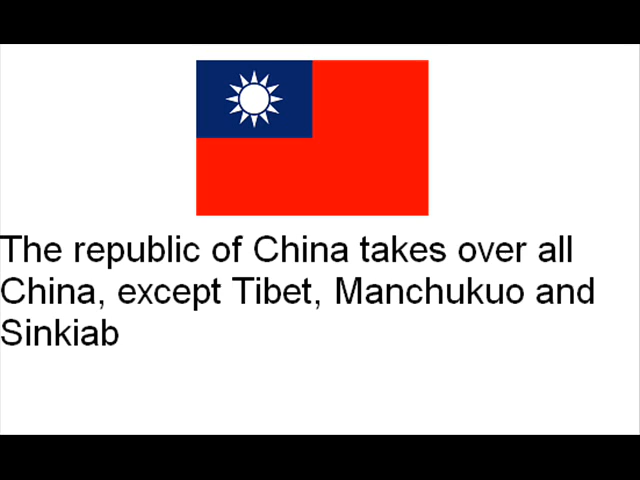 The republic of China takes over all
China, except Tibet, Manchukuo and
Sinkiab